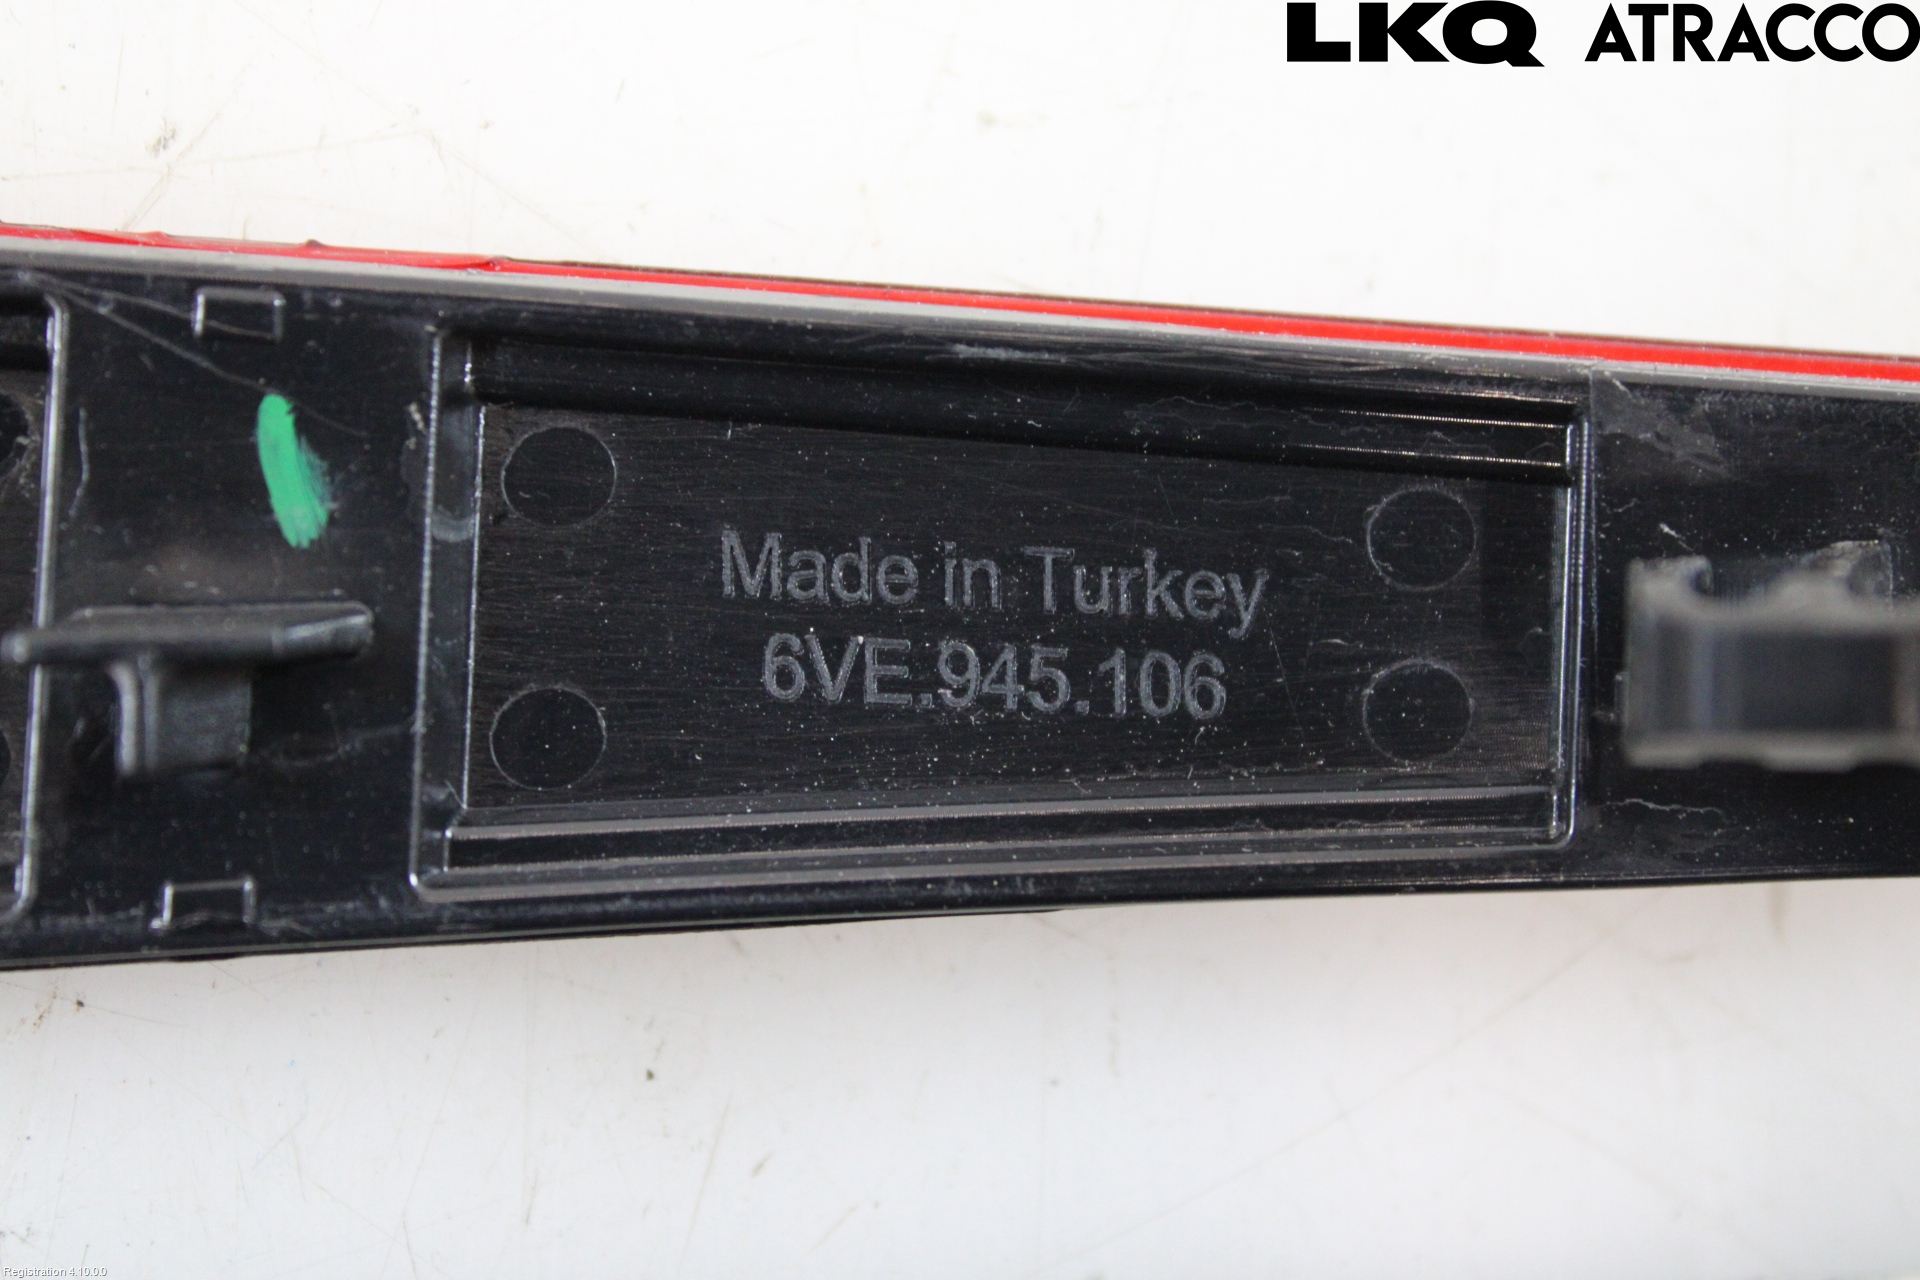 LKQ ATRACCO
Made in Turkey
6VE.945.106
Registration 4.10.0.0